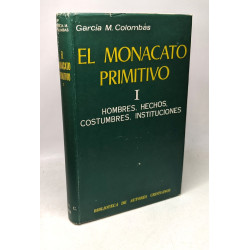 García M. Colombás
EL MONACATO
PRIMITIVO
I
HOMBRES, HECHOS,
COSTUMBRES, INSTITUCIONES
BIBLIOTECA DE AUTORES CRISTIANOS